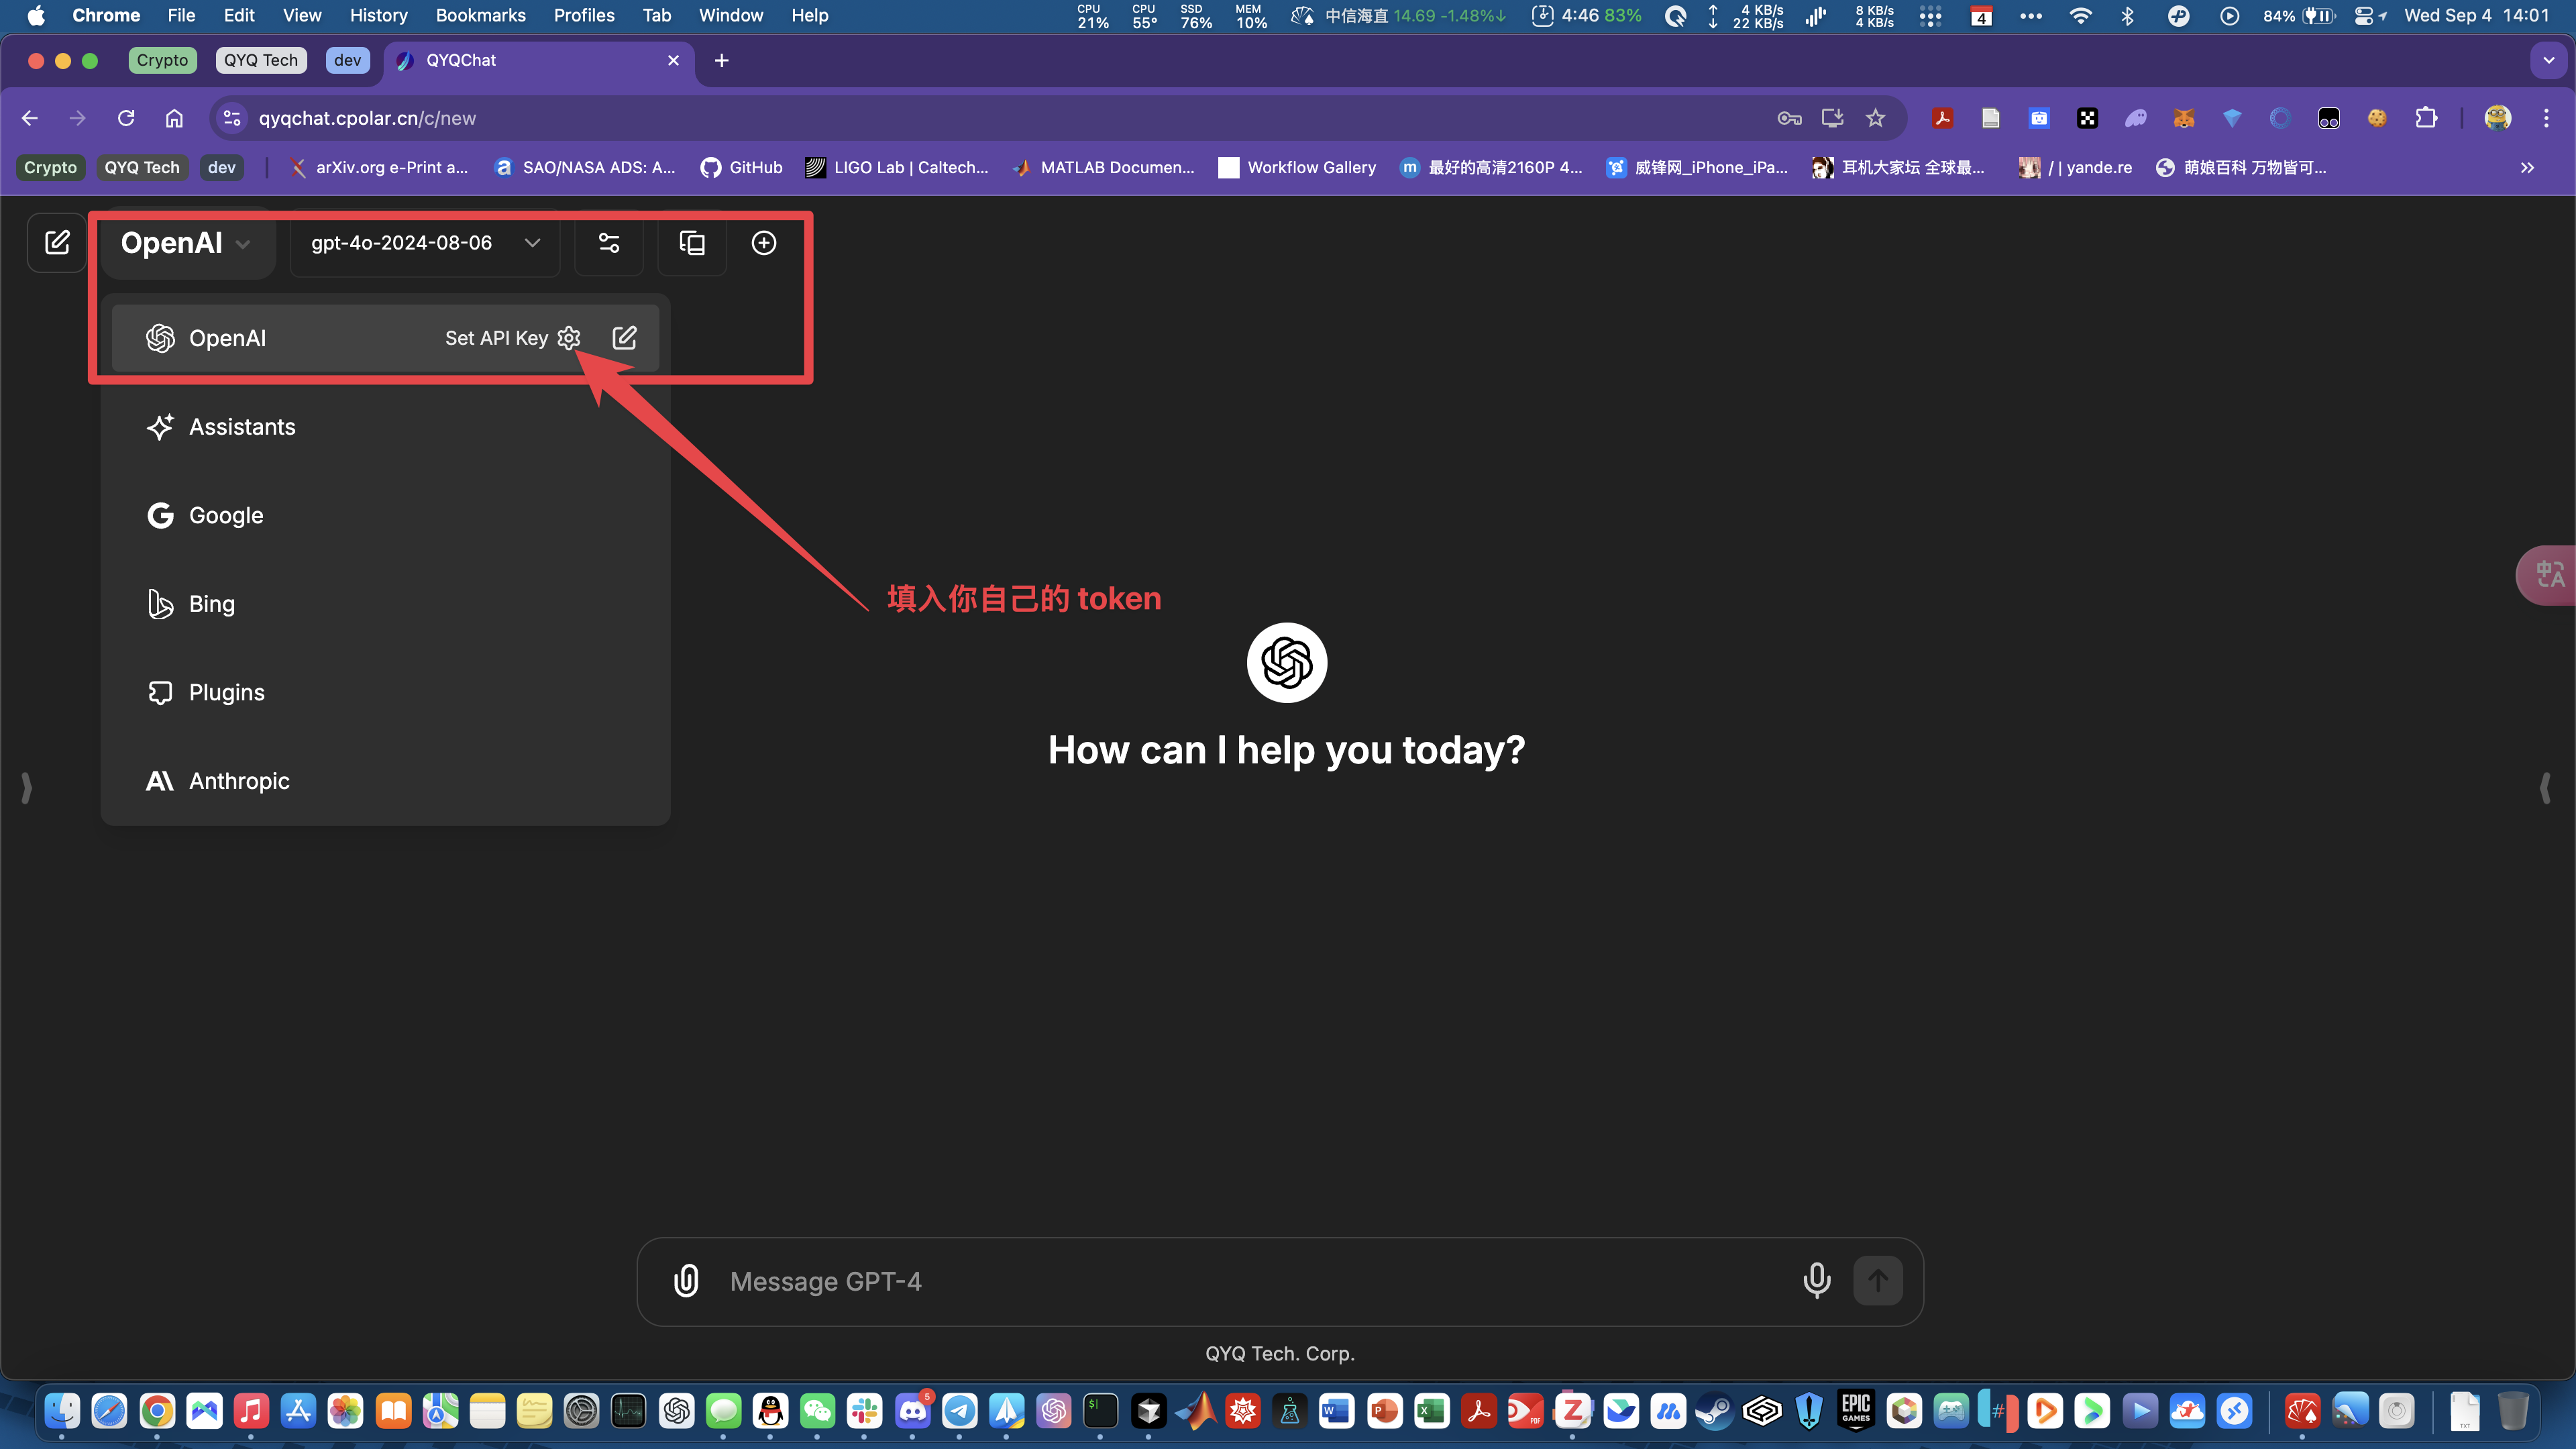 Chrome File Edit View History Bookmarks Profiles Tab Window Help
CPU 21% CPU 55° SSD 76% MEM 10% 中信海直 14.69 -1.48%↓ 4:46 83% 4 KB/s 22 KB/s 8 KB/s 4 KB/s 4 84% Wed Sep 4 14:01
Crypto QYQ Tech dev QYQChat
qyqchat.cpolar.cn/c/new
Crypto QYQ Tech dev arXiv.org e-Print a... SAO/NASA ADS: A... GitHub LIGO Lab | Caltech... MATLAB Documen... Workflow Gallery 最好的高清2160P 4... 威锋网_iPhone_iPa... 耳机大家坛 全球最... / | yande.re 萌娘百科 万物皆可...
OpenAI gpt-4o-2024-08-06
OpenAI Set API Key
Assistants
Google
Bing
填入你自己的 token
Plugins
How can I help you today?
Anthropic
Message GPT-4
QYQ Tech. Corp.
5
EPIC GAMES